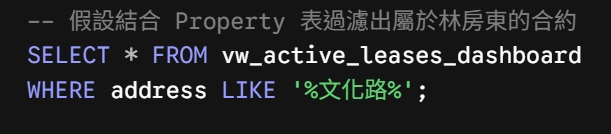 -- 假設結合 Property 表過濾出屬於林房東的合約
SELECT * FROM vw_active_leases_dashboard
WHERE address LIKE '%文化路%';